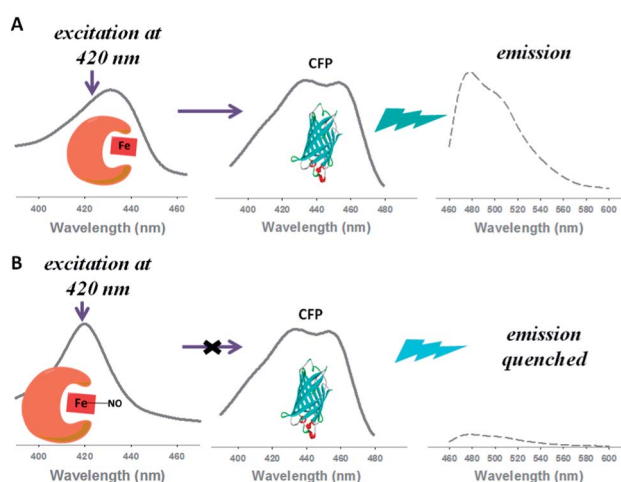 A
excitation at
420 nm
CFP
emission
Fe
400 420 440 460
Wavelength (nm)
400 420 440 460 480
Wavelength (nm)
460 480 500 520 540 560 580 600
Wavelength (nm)
B
excitation at
420 nm
CFP
emission
quenched
Fe NO
400 420 440 460
Wavelength (nm)
400 420 440 460 480
Wavelength (nm)
460 480 500 520 540 560 580 600
Wavelength (nm)